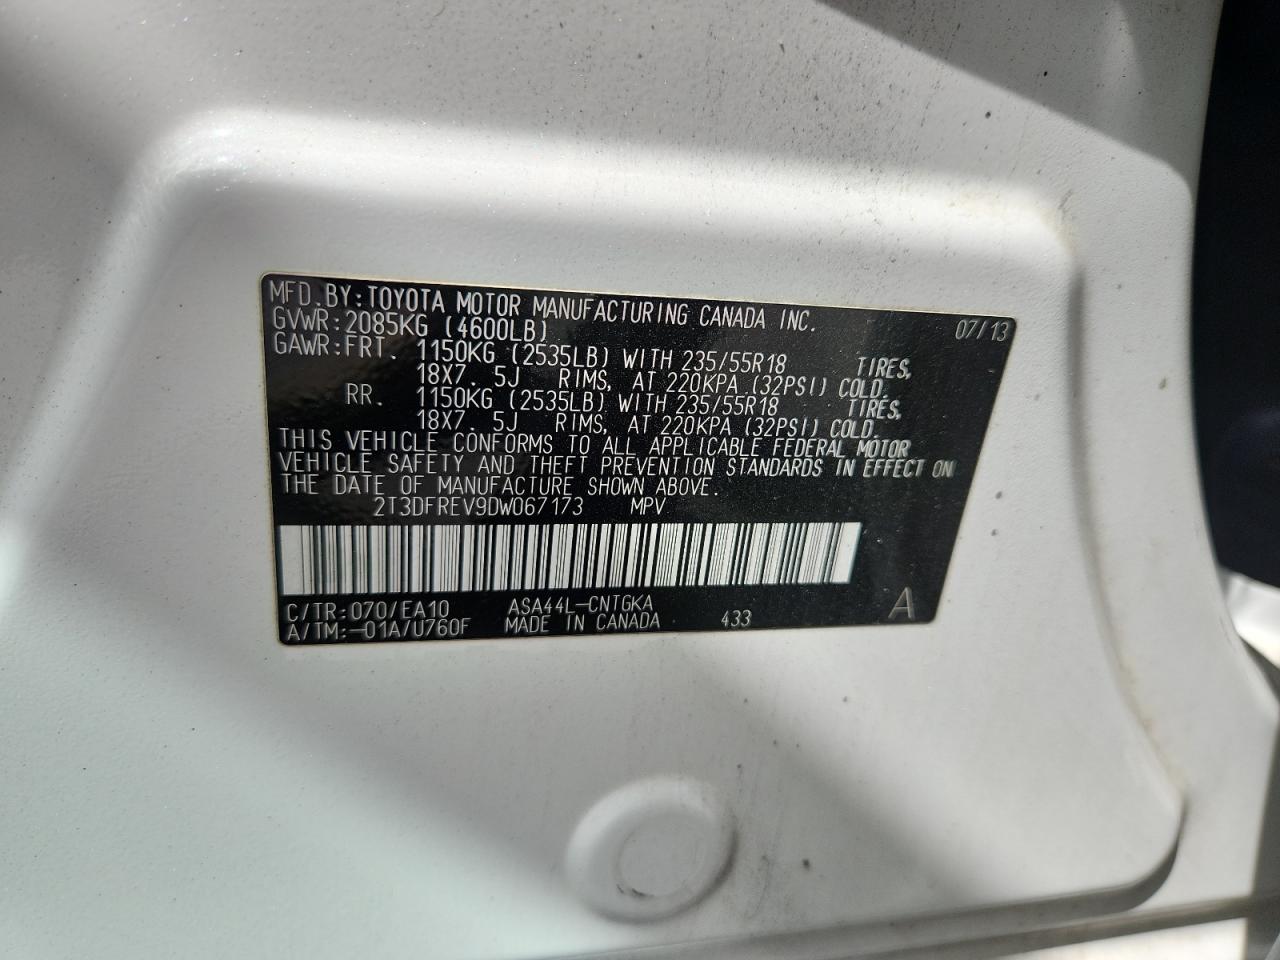 MFD.BY:TOYOTA MOTOR MANUFACTURING CANADA INC. 07/13
GVWR:2085KG (4600LB)
GAWR:FRT. 1150KG (2535LB) WITH 235/55R18 TIRES,
18X7. 5J RIMS, AT 220KPA (32PSI) COLD.
RR. 1150KG (2535LB) WITH 235/55R18 TIRES,
18X7. 5J RIMS, AT 220KPA (32PSI) COLD.
THIS VEHICLE CONFORMS TO ALL APPLICABLE FEDERAL MOTOR
VEHICLE SAFETY AND THEFT PREVENTION STANDARDS IN EFFECT ON
THE DATE OF MANUFACTURE SHOWN ABOVE.
2T3DFREV9DW067173 MPV
C/TR:070/EA10 ASA44L-CNTGKA
A/TM:-01A/U760F MADE IN CANADA 433 A